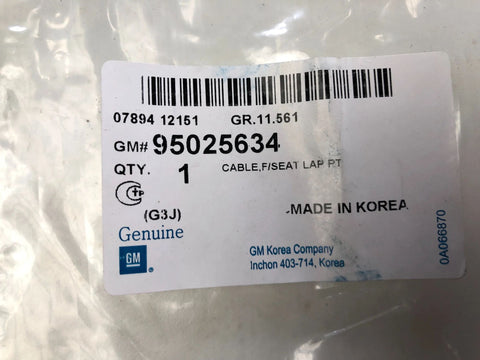 07894 12151 GR.11.561
GM# 95025634
QTY. 1 CABLE,F/SEAT LAP PT
(G3J)
-MADE IN KOREA
Genuine
GM
GM Korea Company
Inchon 403-714, Korea
0A066870